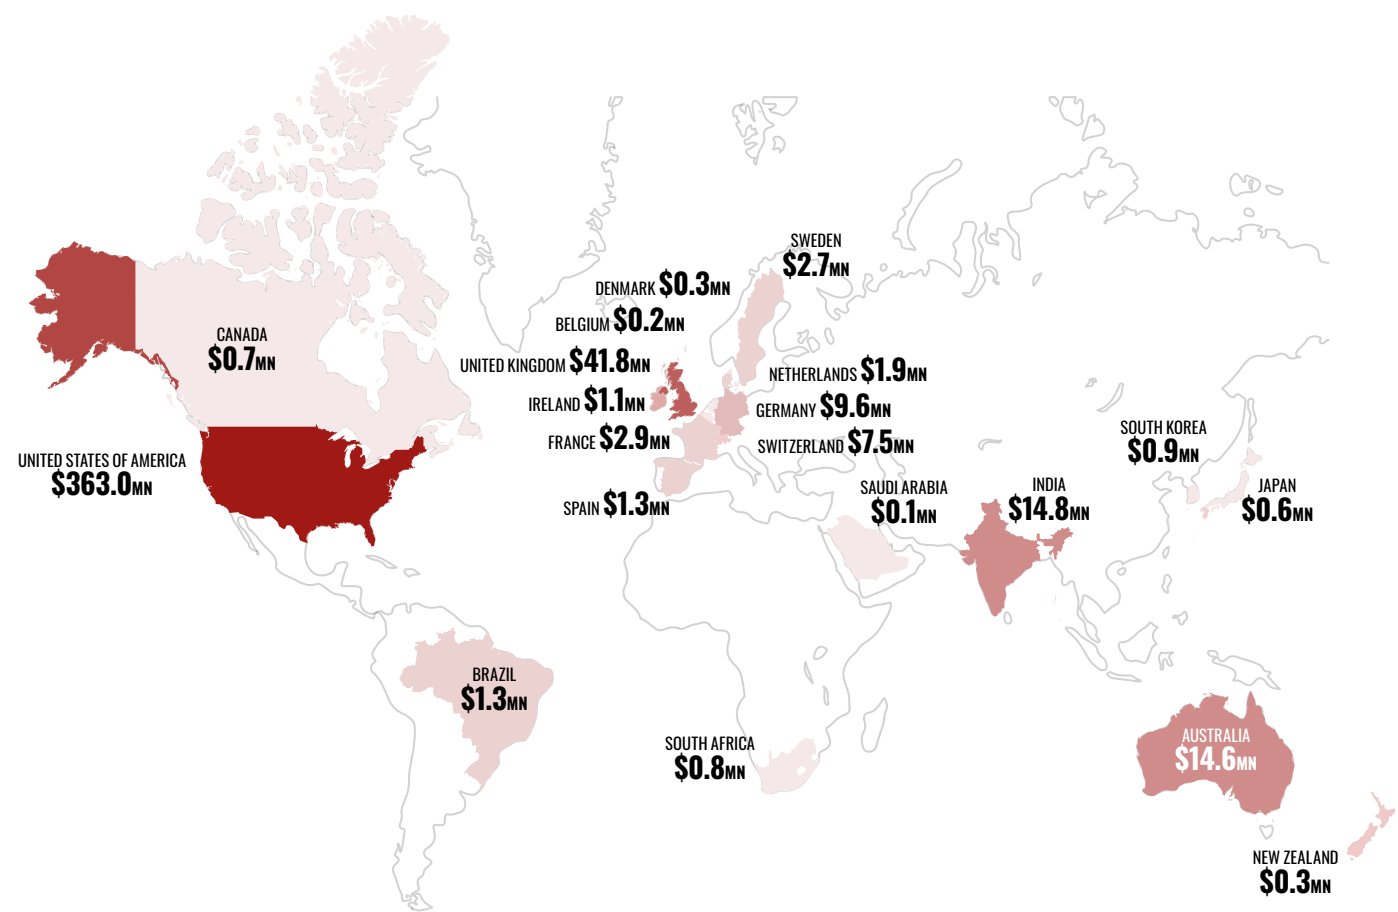 SWEDEN
$2.7MN
DENMARK $0.3MN
BELGIUM $0.2MN
CANADA
$0.7MN
UNITED KINGDOM $41.8MN
NETHERLANDS $1.9MN
IRELAND $1.1MN
GERMANY $9.6MN
FRANCE $2.9MN
SWITZERLAND $7.5MN
SOUTH KOREA
$0.9MN
UNITED STATES OF AMERICA
$363.0MN
SPAIN $1.3MN
SAUDI ARABIA
$0.1MN
INDIA
$14.8MN
JAPAN
$0.6MN
BRAZIL
$1.3MN
SOUTH AFRICA
$0.8MN
AUSTRALIA
$14.6MN
NEW ZEALAND
$0.3MN